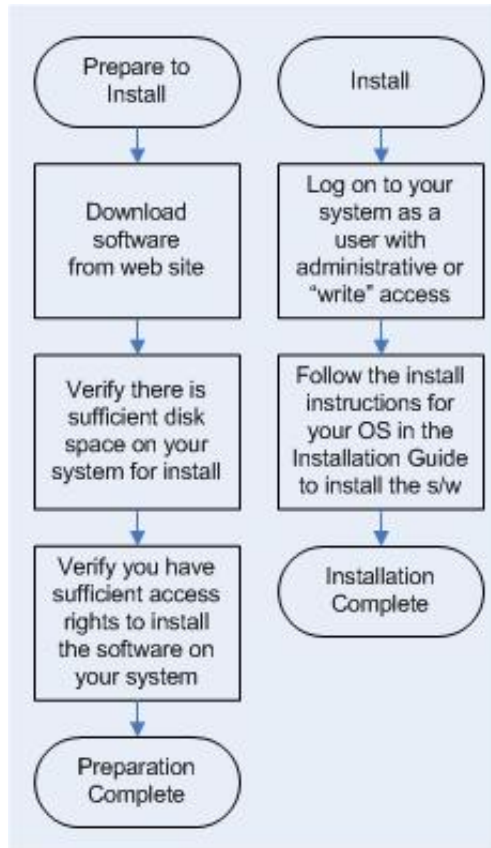 Prepare to
Install
Download
software
from web site
Verify there is
sufficient disk
space on your
system for install
Verify you have
sufficient access
rights to install
the software on
your system
Preparation
Complete
Install
Log on to your
system as a
user with
administrative or
“write” access
Follow the install
instructions for
your OS in the
Installation Guide
to install the s/w
Installation
Complete